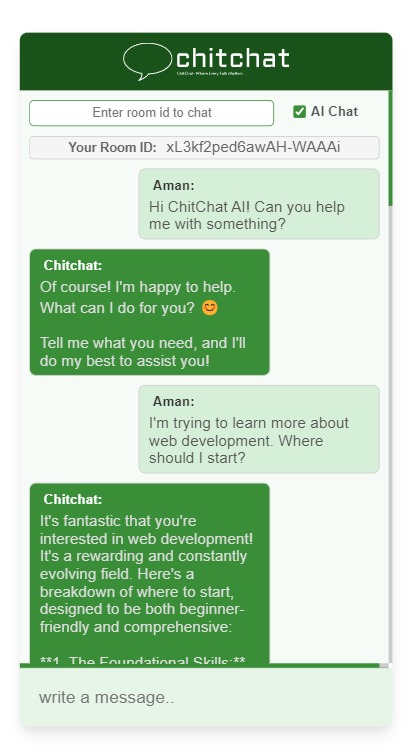 chitchat
ChitChat: Where Every Talk Matters
Enter room id to chat
AI Chat
Your Room ID: xL3kf2ped6awAH-WAAAi
Aman:
Hi ChitChat AI! Can you help
me with something?
Chitchat:
Of course! I'm happy to help.
What can I do for you? 😊
Tell me what you need, and I'll
do my best to assist you!
Aman:
I'm trying to learn more about
web development. Where
should I start?
Chitchat:
It's fantastic that you're
interested in web development!
It's a rewarding and constantly
evolving field. Here's a
breakdown of where to start,
designed to be both beginner-
friendly and comprehensive:
**1. The Foundational Skills:**
write a message..